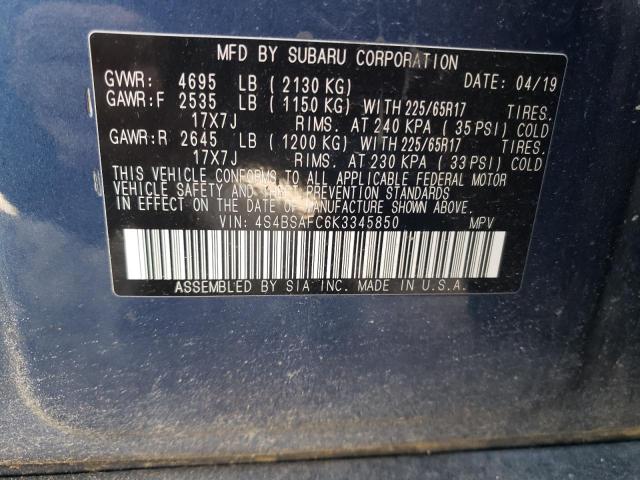 MFD BY SUBARU CORPORATION
GVWR: 4695 LB (2130 KG) DATE: 04/19
GAWR:F 2535 LB (1150 KG) WITH 225/65R17 TIRES.
17X7J RIMS. AT 240 KPA (35 PSI) COLD
GAWR:R 2645 LB (1200 KG) WITH 225/65R17 TIRES.
17X7J RIMS. AT 230 KPA (33 PSI) COLD
THIS VEHICLE CONFORMS TO ALL APPLICABLE FEDERAL MOTOR
VEHICLE SAFETY AND THEFT PREVENTION STANDARDS
IN EFFECT ON THE DATE OF MANUFACTURE SHOWN ABOVE.
VIN: 4S4BSAFC6K3345850 MPV
ASSEMBLED BY SIA INC. MADE IN U.S.A.